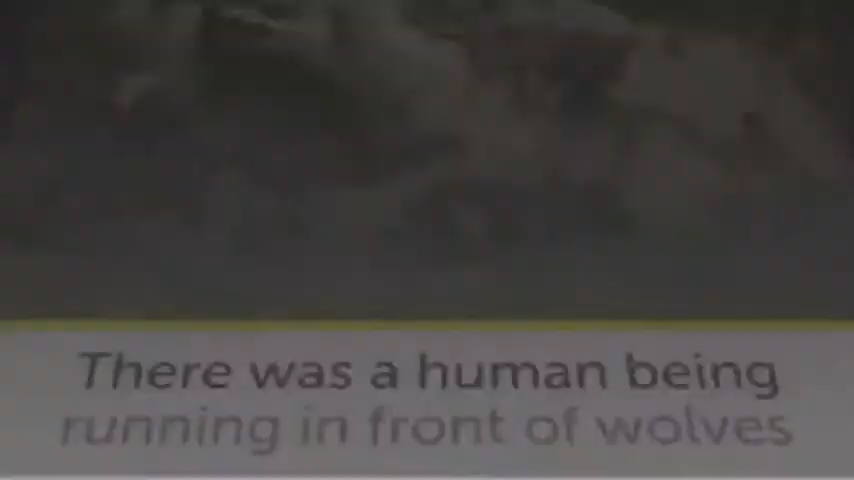 There was a human being
running in front of wolves